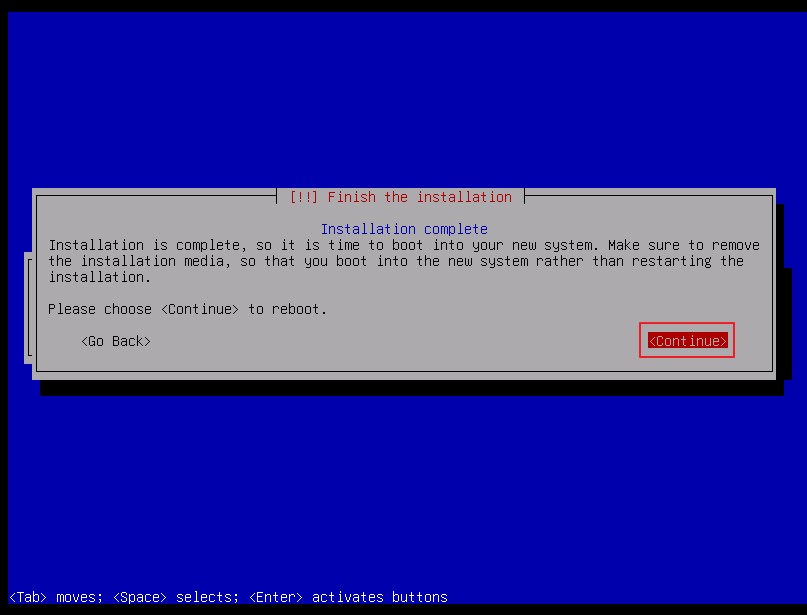 [!!] Finish the installation
Installation complete
Installation is complete, so it is time to boot into your new system. Make sure to remove
the installation media, so that you boot into the new system rather than restarting the
installation.
Please choose <Continue> to reboot.
<Go Back> <Continue>
<Tab> moves; <Space> selects; <Enter> activates buttons